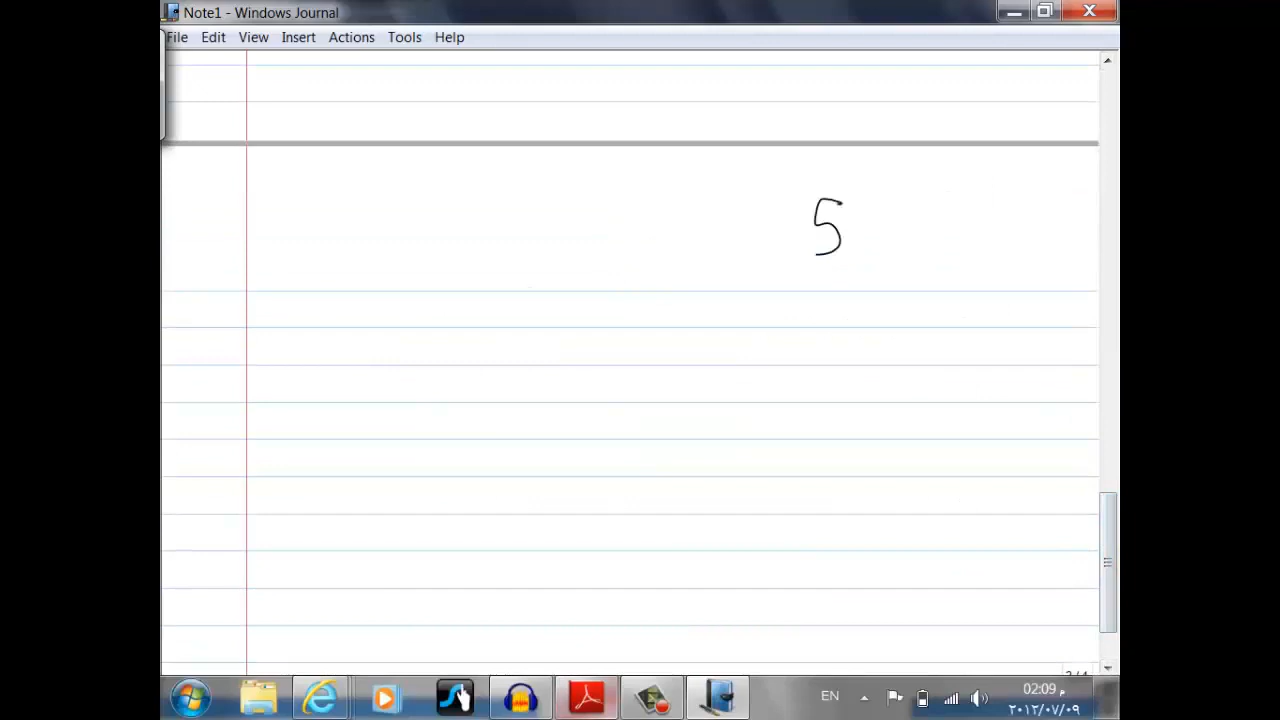 Note1 - Windows Journal
File Edit View Insert Actions Tools Help
5
EN
02:09 م
٢٠١٢/٠٧/٠٩